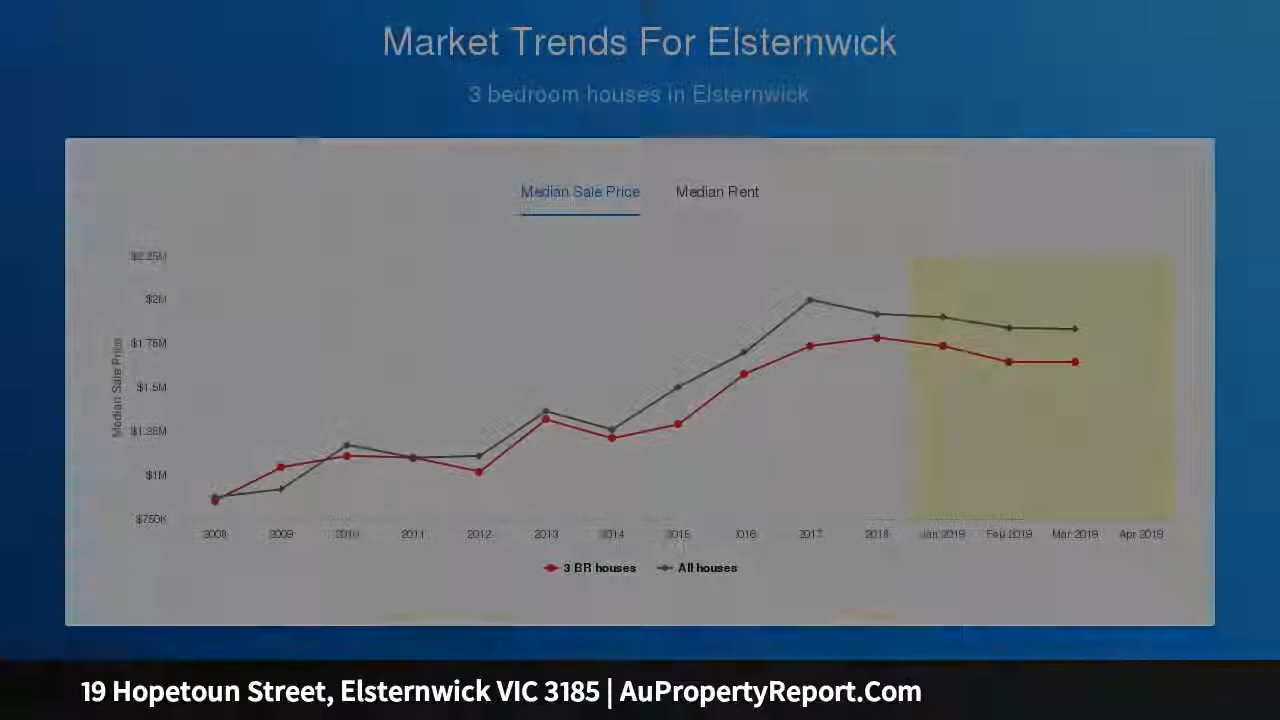 Market Trends For Elsternwick
3 bedroom houses in Elsternwick
Median Sale Price Median Rent
$2.25M
$2M
$1.75M
$1.5M
$1.25M
$1M
$750K
Median Sale Price
2008 2009 2010 2011 2012 2013 2014 2015 2016 2017 2018 Jan 2019 Feb 2019 Mar 2019 Apr 2019
3 BR houses All houses
19 Hopetoun Street, Elsternwick VIC 3185 | AuPropertyReport.Com